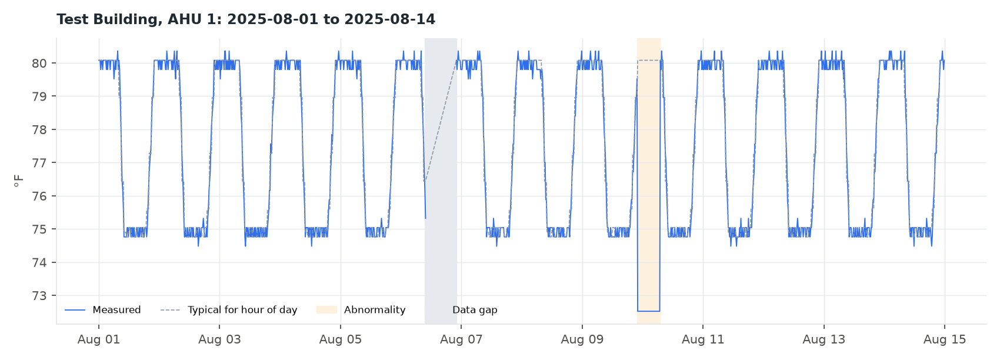 Test Building, AHU 1: 2025-08-01 to 2025-08-14
80
79
78
77
76
75
74
73
°F
Measured Typical for hour of day Abnormality Data gap
Aug 01 Aug 03 Aug 05 Aug 07 Aug 09 Aug 11 Aug 13 Aug 15